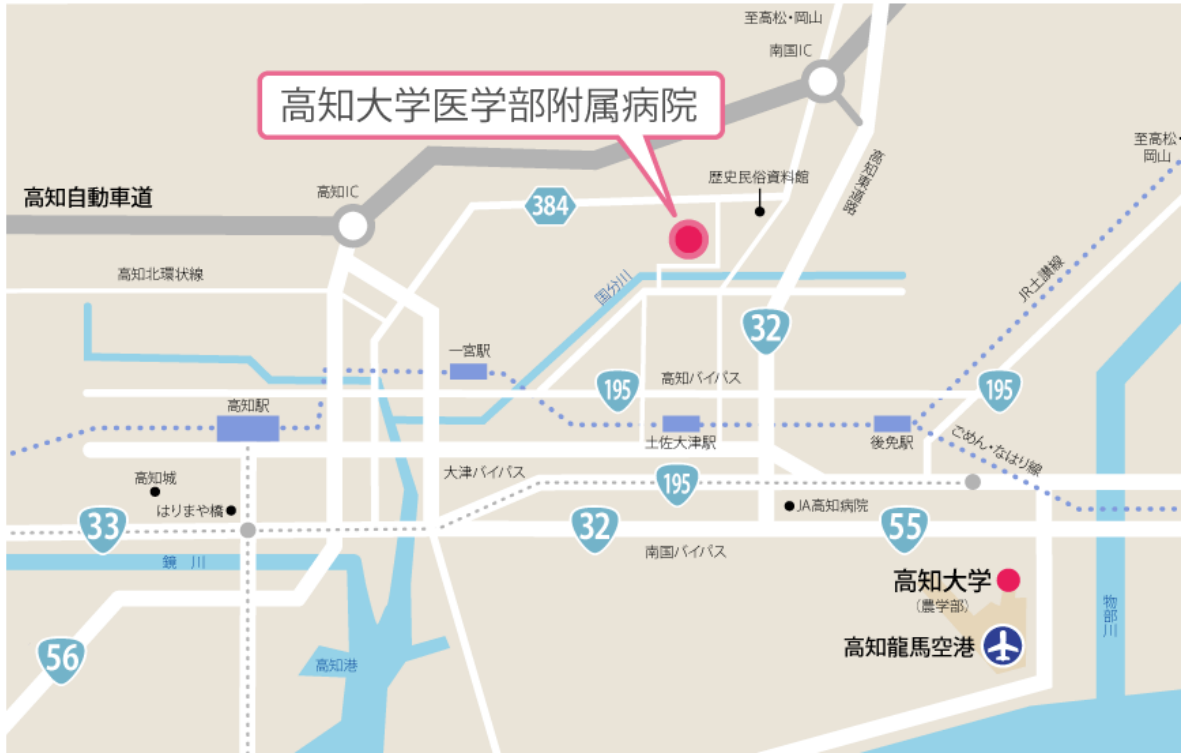 至高松・岡山
南国IC
高知大学医学部附属病院
至高松・
岡山
高知東道路
歴史民俗資料館
高知自動車道
高知IC
384
高知北環状線
国分川
JR土讃線
32
一宮駅
高知バイパス
195
195
高知駅
土佐大津駅
後免駅
ごめん・なはり線
大津バイパス
195
高知城
はりまや橋
JA高知病院
33
32
55
南国バイパス
鏡 川
高知大学
(農学部)
物部川
高知龍馬空港
56
高知港